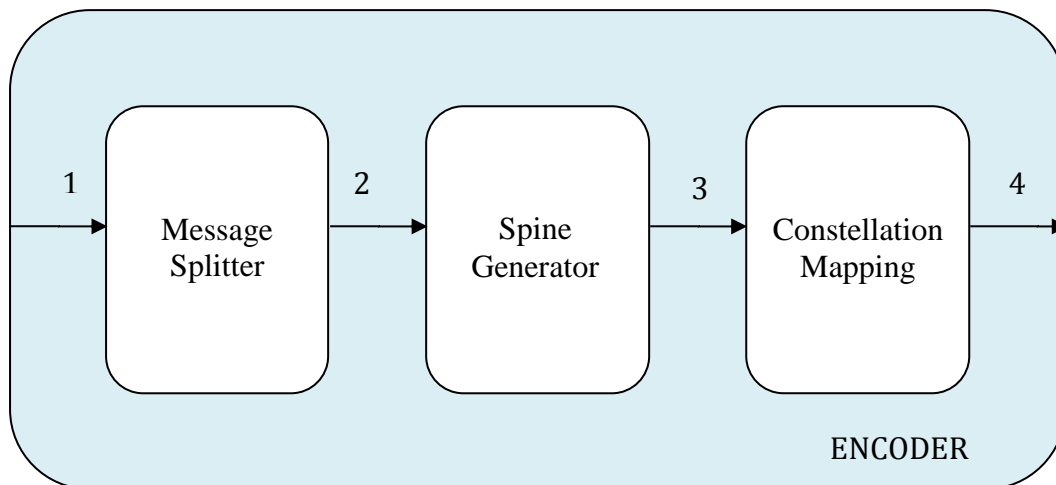 1
2
3
4
Message
Splitter
Spine
Generator
Constellation
Mapping
ENCODER